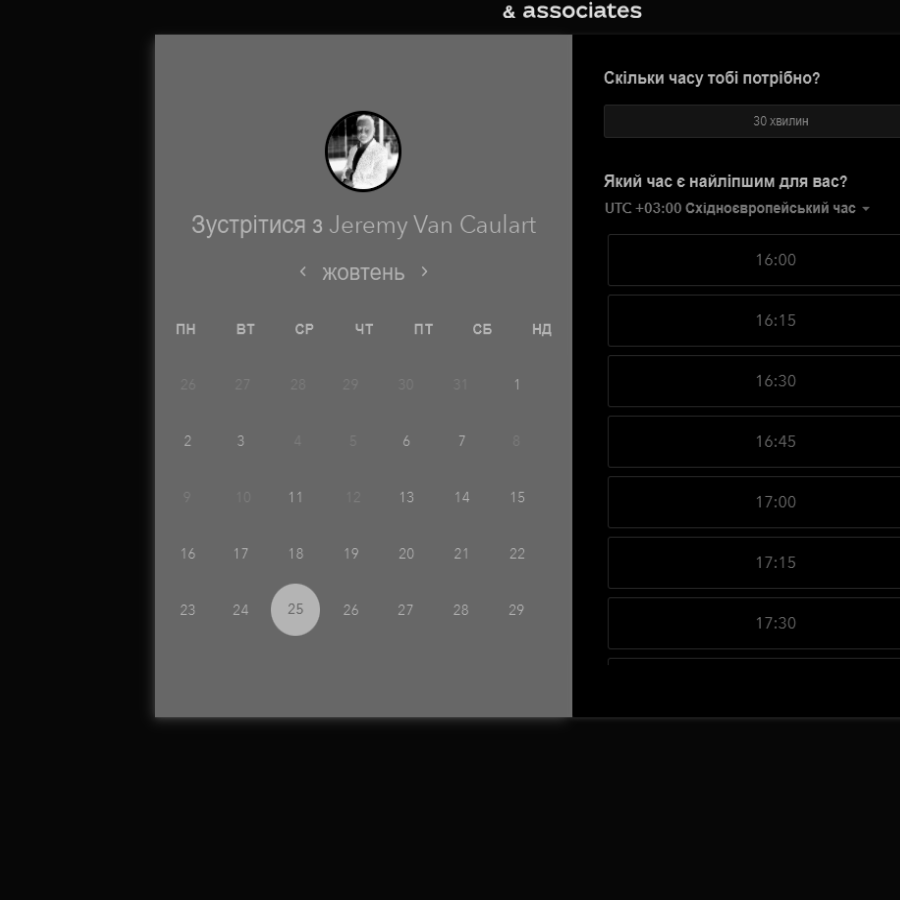 & associates
Зустрітися з Jeremy Van Caulart
‹ жовтень ›
ПН ВТ СР ЧТ ПТ СБ НД
26 27 28 29 30 31 1
2 3 4 5 6 7 8
9 10 11 12 13 14 15
16 17 18 19 20 21 22
23 24 25 26 27 28 29
Скільки часу тобі потрібно?
30 хвилин
Який час є найліпшим для вас?
UTC +03:00 Східноєвропейський час
16:00
16:15
16:30
16:45
17:00
17:15
17:30